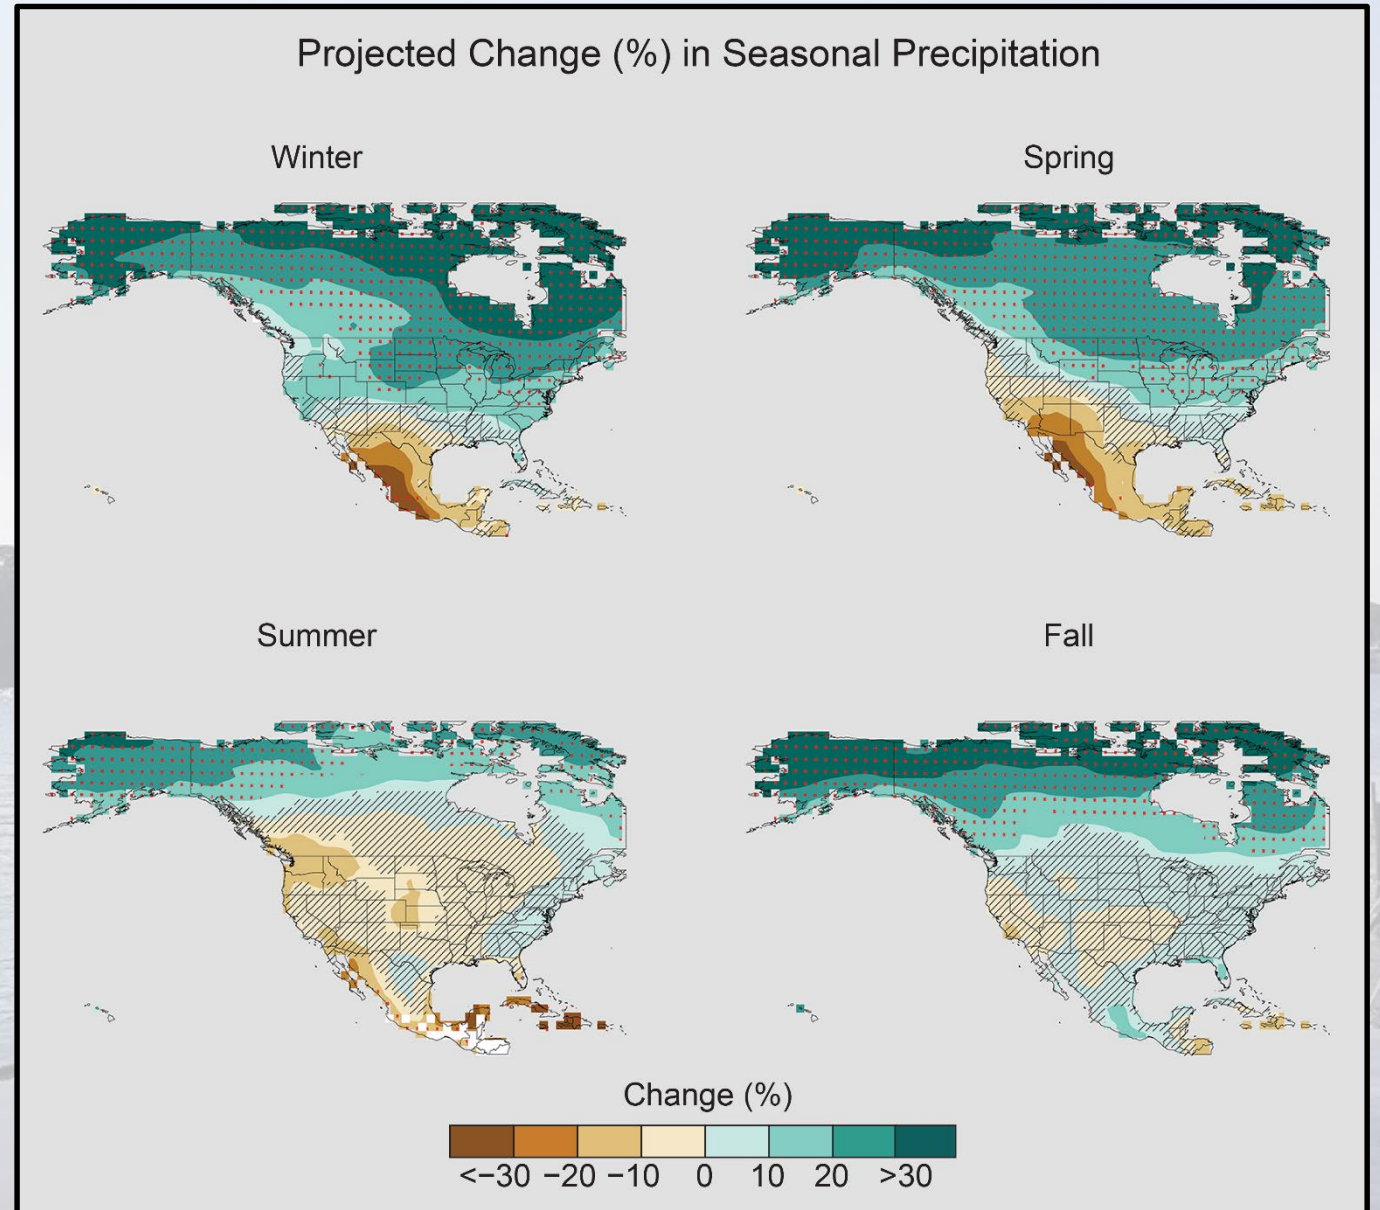 Projected Change (%) in Seasonal Precipitation
Winter
Spring
Summer
Fall
Change (%)
<−30 −20 −10 0 10 20 >30